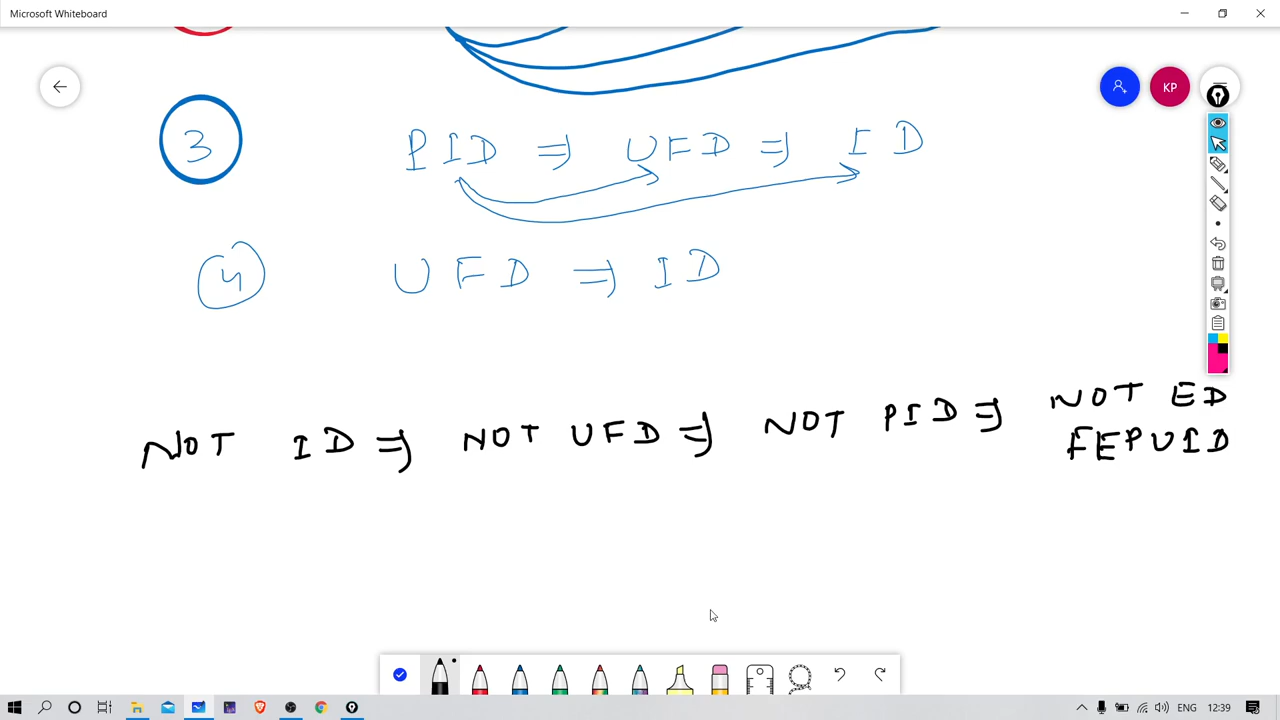 Microsoft Whiteboard
KP
3 PID ⇒ UFD ⇒ ID
4 UFD ⇒ ID
NOT ID ⇒ NOT UFD ⇒ NOT PID ⇒ NOT ED
FEPUID
ENG 12:39